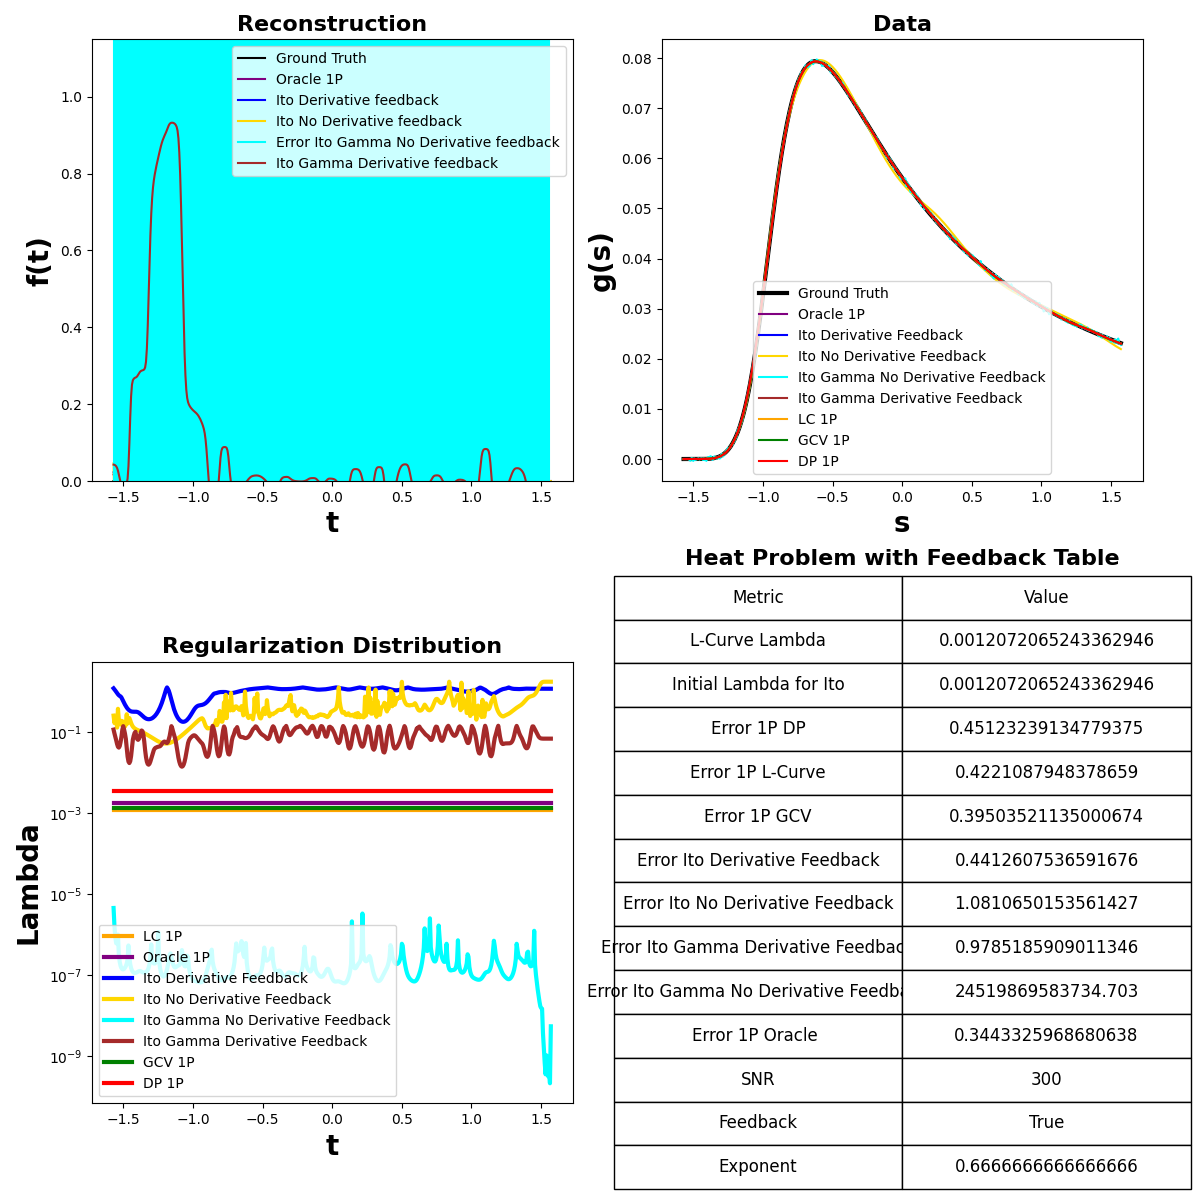 Reconstruction
1.0
0.8
0.6
0.4
0.2
0.0
f(t)
Ground Truth
Oracle 1P
Ito Derivative feedback
Ito No Derivative feedback
Error Ito Gamma No Derivative feedback
Ito Gamma Derivative feedback
−1.5 −1.0 −0.5 0.0 0.5 1.0 1.5
t
Data
0.08
0.07
0.06
0.05
0.04
0.03
0.02
0.01
0.00
g(s)
Ground Truth
Oracle 1P
Ito Derivative Feedback
Ito No Derivative Feedback
Ito Gamma No Derivative Feedback
Ito Gamma Derivative Feedback
LC 1P
GCV 1P
DP 1P
−1.5 −1.0 −0.5 0.0 0.5 1.0 1.5
s
Regularization Distribution
10⁻¹
10⁻³
10⁻⁵
10⁻⁷
10⁻⁹
Lambda
LC 1P
Oracle 1P
Ito Derivative Feedback
Ito No Derivative Feedback
Ito Gamma No Derivative Feedback
Ito Gamma Derivative Feedback
GCV 1P
DP 1P
−1.5 −1.0 −0.5 0.0 0.5 1.0 1.5
t
Heat Problem with Feedback Table
Metric Value
L-Curve Lambda 0.0012072065243362946
Initial Lambda for Ito 0.0012072065243362946
Error 1P DP 0.45123239134779375
Error 1P L-Curve 0.4221087948378659
Error 1P GCV 0.39503521135000674
Error Ito Derivative Feedback 0.4412607536591676
Error Ito No Derivative Feedback 1.0810650153561427
Error Ito Gamma Derivative Feedbac 0.9785185909011346
Error Ito Gamma No Derivative Feedba 24519869583734.703
Error 1P Oracle 0.3443325968680638
SNR 300
Feedback True
Exponent 0.6666666666666666